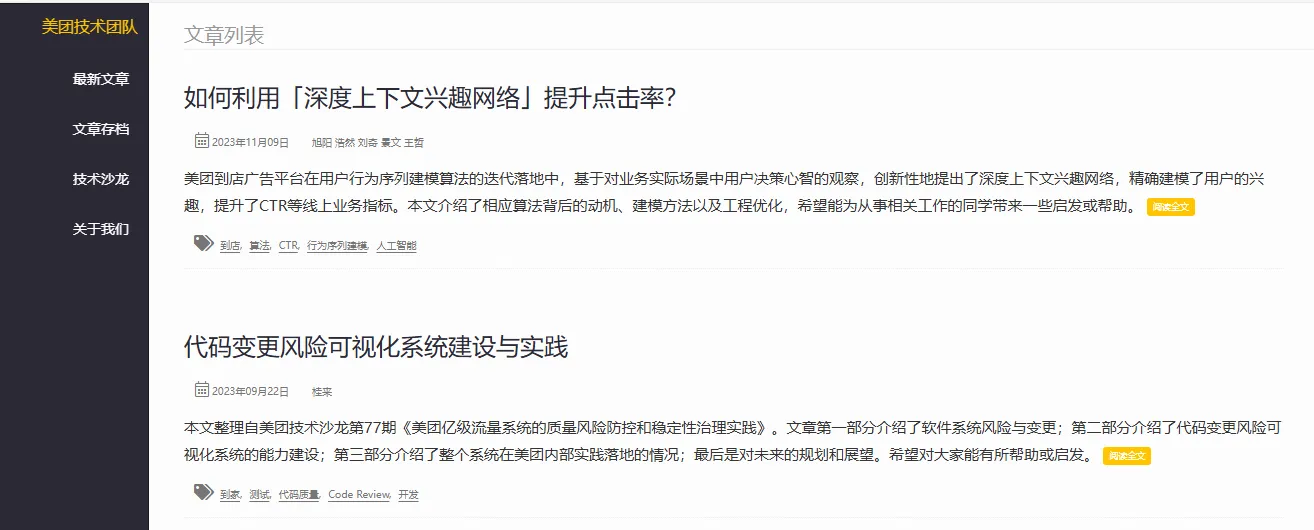 美团技术团队
最新文章
文章存档
技术沙龙
关于我们
文章列表
如何利用「深度上下文兴趣网络」提升点击率？
2023年11月09日 旭阳 浩然 刘奇 景文 王哲
美团到店广告平台在用户行为序列建模算法的迭代落地中，基于对业务实际场景中用户决策心智的观察，创新性地提出了深度上下文兴趣网络，精确建模了用户的兴
趣，提升了CTR等线上业务指标。本文介绍了相应算法背后的动机、建模方法以及工程优化，希望能为从事相关工作的同学带来一些启发或帮助。 阅读全文
到店, 算法, CTR, 行为序列建模, 人工智能
代码变更风险可视化系统建设与实践
2023年09月22日 桂来
本文整理自美团技术沙龙第77期《美团亿级流量系统的质量风险防控和稳定性治理实践》。文章第一部分介绍了软件系统风险与变更；第二部分介绍了代码变更风险可
视化系统的能力建设；第三部分介绍了整个系统在美团内部实践落地的情况；最后是对未来的规划和展望。希望对大家能有所帮助或启发。 阅读全文
到家, 测试, 代码质量, Code Review, 开发